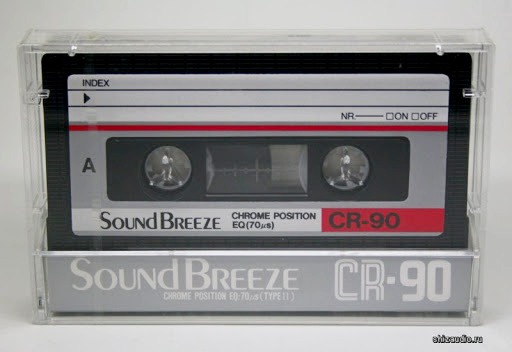 INDEX
NR. ☐ON ☐OFF
A
SOUND BREEZE CHROME POSITION EQ(70µs) CR-90
SOUND BREEZE CR-90
CHROME POSITION EQ:70µs(TYPE II)
shizaudio.ru